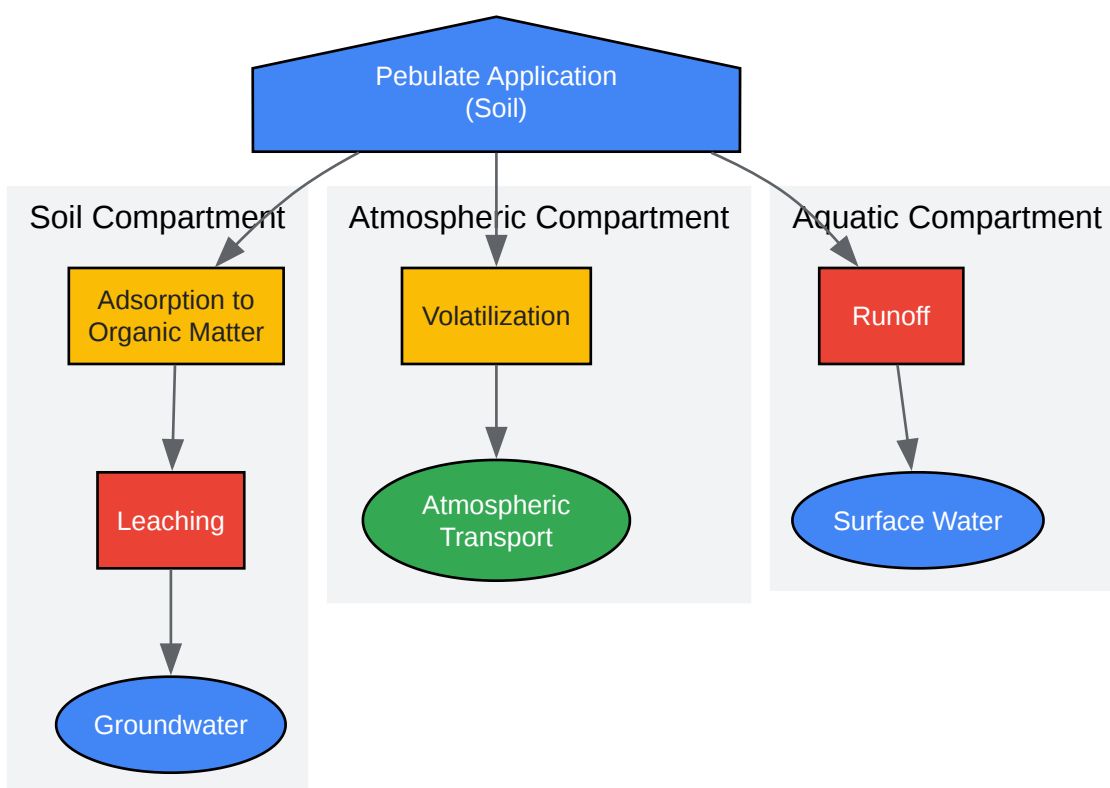 Pebulate Application
(Soil)
Soil Compartment
Atmospheric Compartment
Aquatic Compartment
Adsorption to
Organic Matter
Volatilization
Runoff
Leaching
Atmospheric
Transport
Surface Water
Groundwater